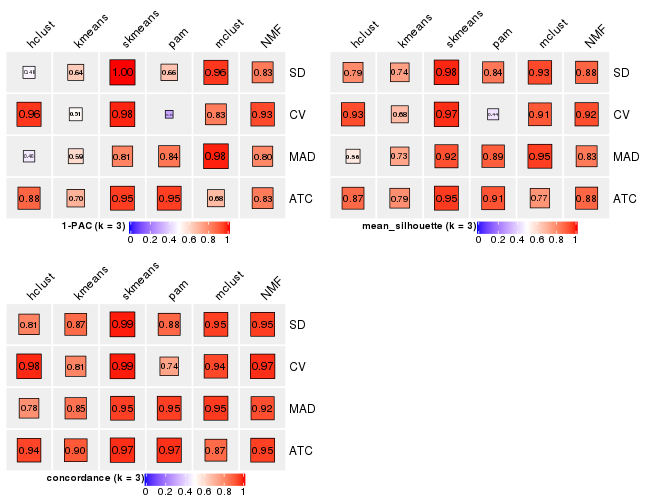 hclust kmeans skmeans pam mclust NMF
0.64 1.00 0.66 0.96 0.83 SD
0.96 0.51 0.98 0.83 0.93 CV
0.59 0.81 0.84 0.98 0.80 MAD
0.88 0.70 0.95 0.95 0.68 0.83 ATC
1-PAC (k = 3)
0 0.2 0.4 0.6 0.8 1
hclust kmeans skmeans pam mclust NMF
0.79 0.74 0.98 0.84 0.93 0.88 SD
0.93 0.68 0.97 0.91 0.92 CV
0.56 0.73 0.92 0.89 0.95 0.83 MAD
0.87 0.79 0.95 0.91 0.77 0.88 ATC
mean_silhouette (k = 3)
0 0.2 0.4 0.6 0.8 1
hclust kmeans skmeans pam mclust NMF
0.81 0.87 0.99 0.88 0.95 0.95 SD
0.98 0.81 0.99 0.74 0.94 0.97 CV
0.78 0.85 0.95 0.95 0.95 0.92 MAD
0.94 0.90 0.97 0.97 0.87 0.95 ATC
concordance (k = 3)
0 0.2 0.4 0.6 0.8 1